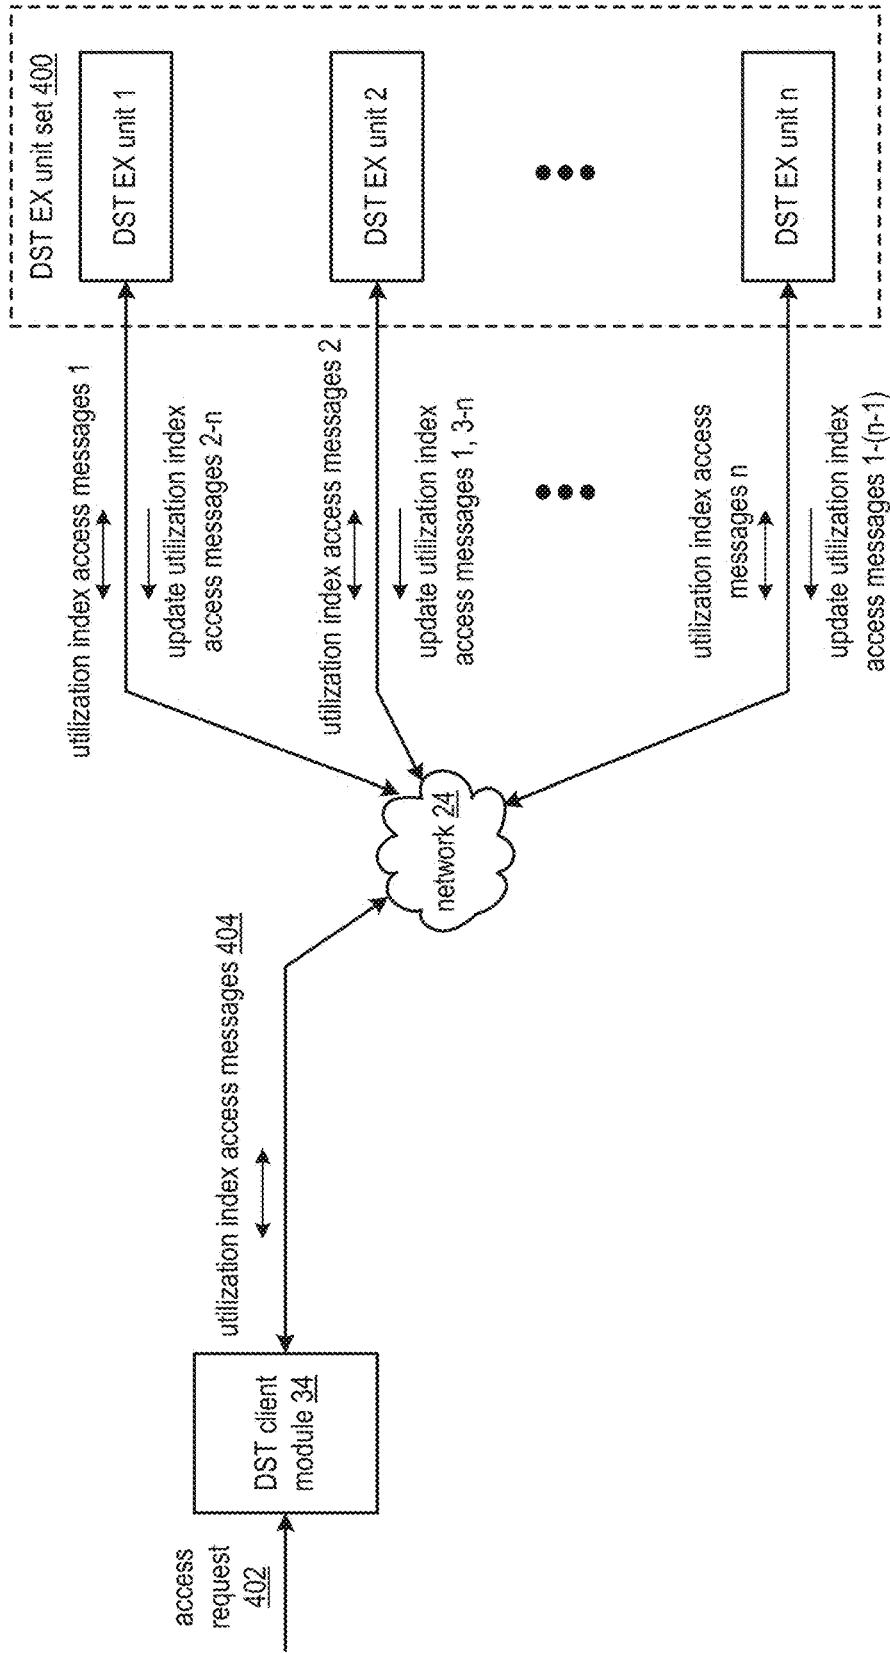 access
request
402
DST client
module 34
utilization index access messages 404
network 24
DST EX unit set 400
utilization index access messages 1
update utilization index
access messages 2-n
DST EX unit 1
utilization index access messages 2
update utilization index
access messages 1, 3-n
DST EX unit 2
utilization index access
messages n
update utilization index
access messages 1-(n-1)
DST EX unit n